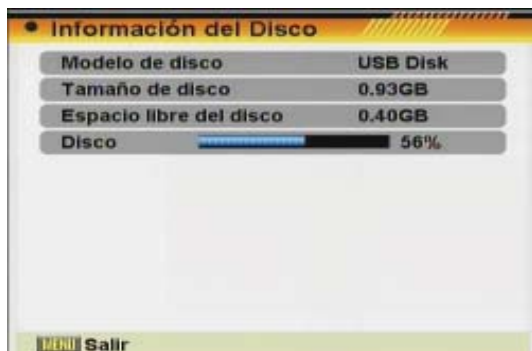 Información del Disco
Modelo de disco USB Disk
Tamaño de disco 0.93GB
Espacio libre del disco 0.40GB
Disco 56%
MENU Salir